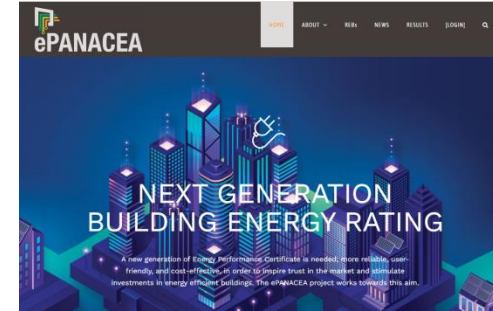 ePANACEA
HOME ABOUT REBx NEWS RESULTS [LOGIN]
NEXT GENERATION
BUILDING ENERGY RATING
A new generation of Energy Performance Certificate is needed; more reliable, user-
friendly, and cost-effective, in order to inspire trust in the market and stimulate
investments in energy efficient buildings. The ePANACEA project works towards this aim.